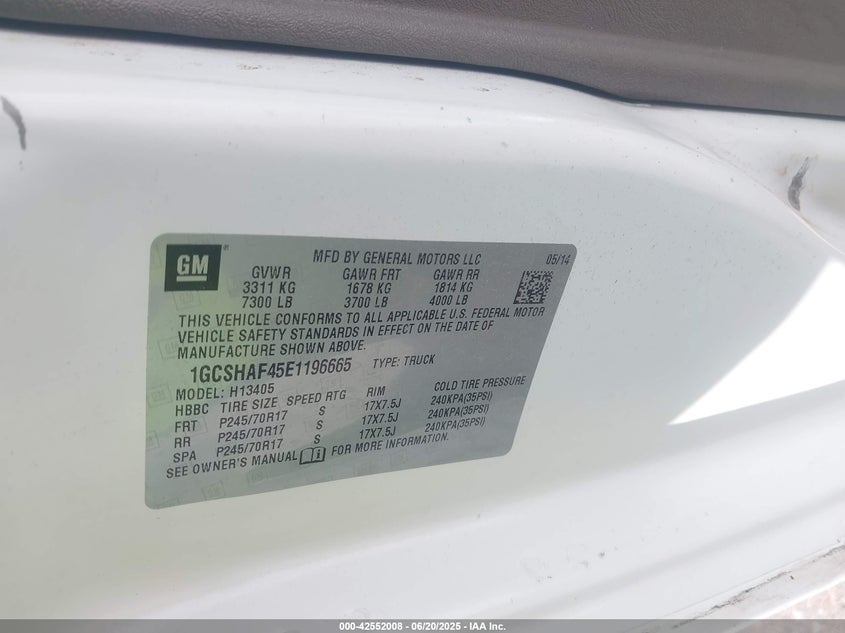 GM
MFD BY GENERAL MOTORS LLC 05/14
GVWR GAWR FRT GAWR RR
3311 KG 1678 KG 1814 KG
7300 LB 3700 LB 4000 LB
THIS VEHICLE CONFORMS TO ALL APPLICABLE U.S. FEDERAL MOTOR
VEHICLE SAFETY STANDARDS IN EFFECT ON THE DATE OF
MANUFACTURE SHOWN ABOVE.
1GCSHAF45E1196665 TYPE: TRUCK
MODEL: H13405
HBBC TIRE SIZE SPEED RTG RIM COLD TIRE PRESSURE
FRT P245/70R17 S 17X7.5J 240KPA(35PSI)
RR P245/70R17 S 17X7.5J 240KPA(35PSI)
SPA P245/70R17 S 17X7.5J 240KPA(35PSI)
SEE OWNER'S MANUAL FOR MORE INFORMATION.
000-42552008 - 06/20/2025 - IAA Inc.